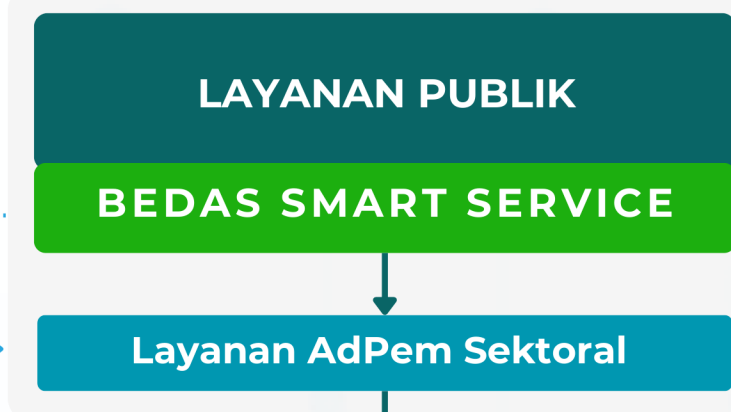 LAYANAN PUBLIK
BEDAS SMART SERVICE
Layanan AdPem Sektoral